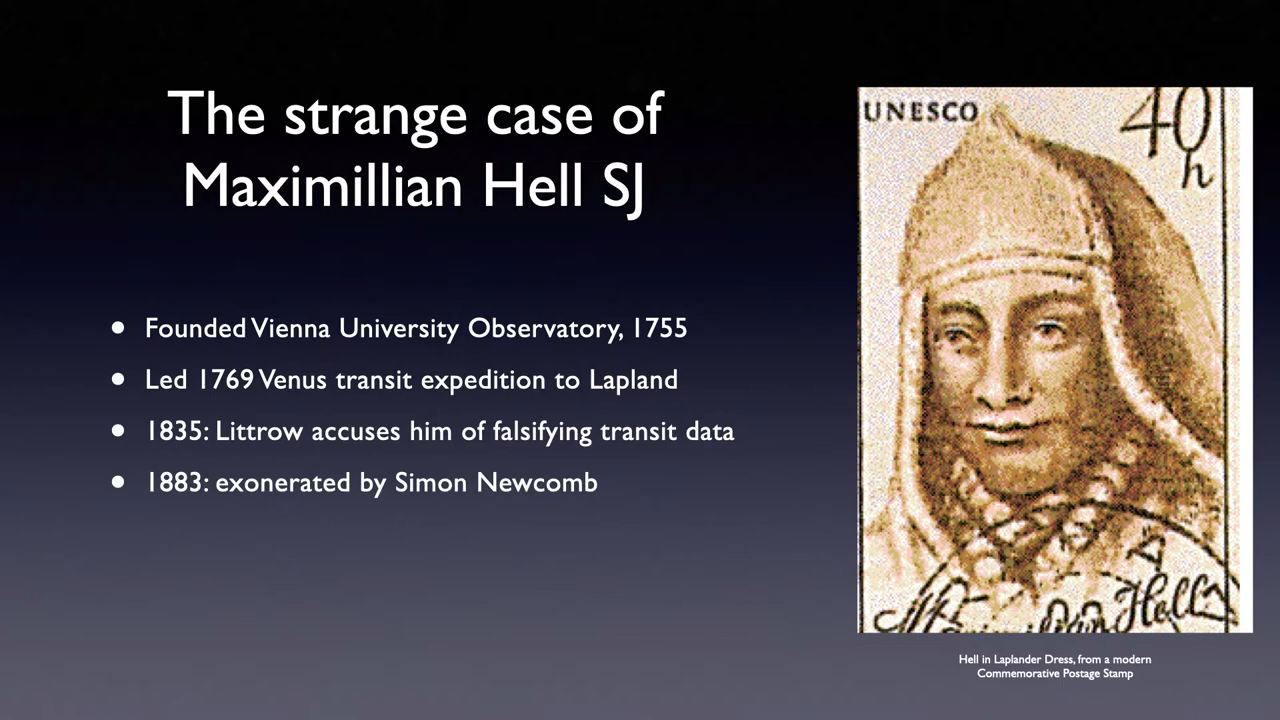 The strange case of
Maximillian Hell SJ
• Founded Vienna University Observatory, 1755
• Led 1769 Venus transit expedition to Lapland
• 1835: Littrow accuses him of falsifying transit data
• 1883: exonerated by Simon Newcomb
UNESCO
40
h
Maximilian Hell
Hell in Laplander Dress, from a modern
Commemorative Postage Stamp